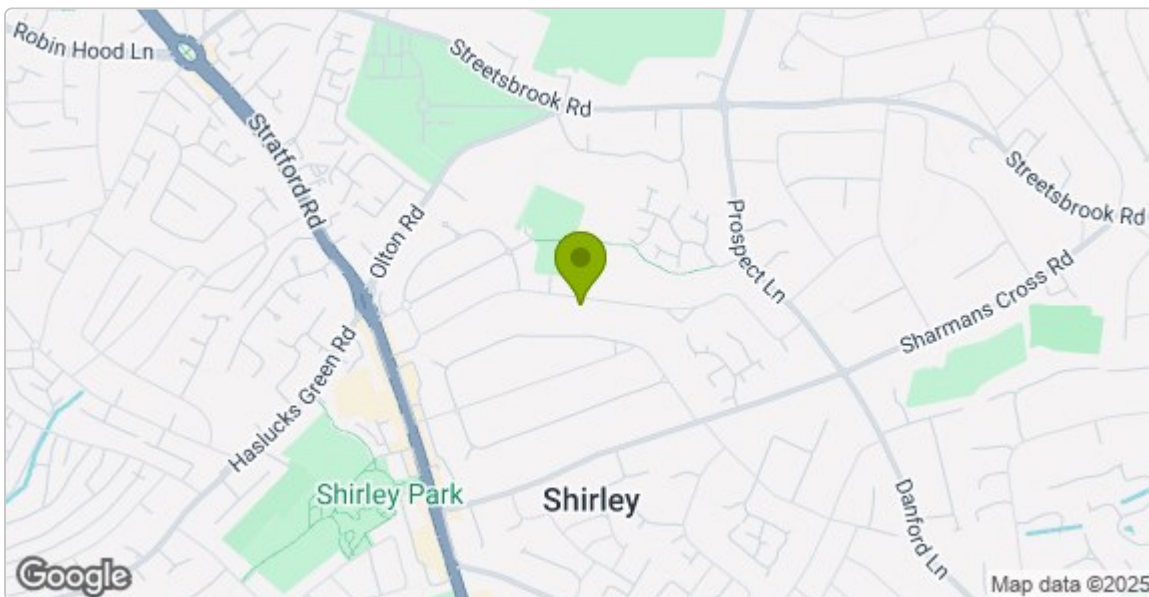 Robin Hood Ln
Streetsbrook Rd
Stratford Rd
Olton Rd
Streetsbrook Rd
Prospect Ln
Sharmans Cross Rd
Haslucks Green Rd
Shirley Park
Shirley
Danford Ln
Google
Map data ©2025